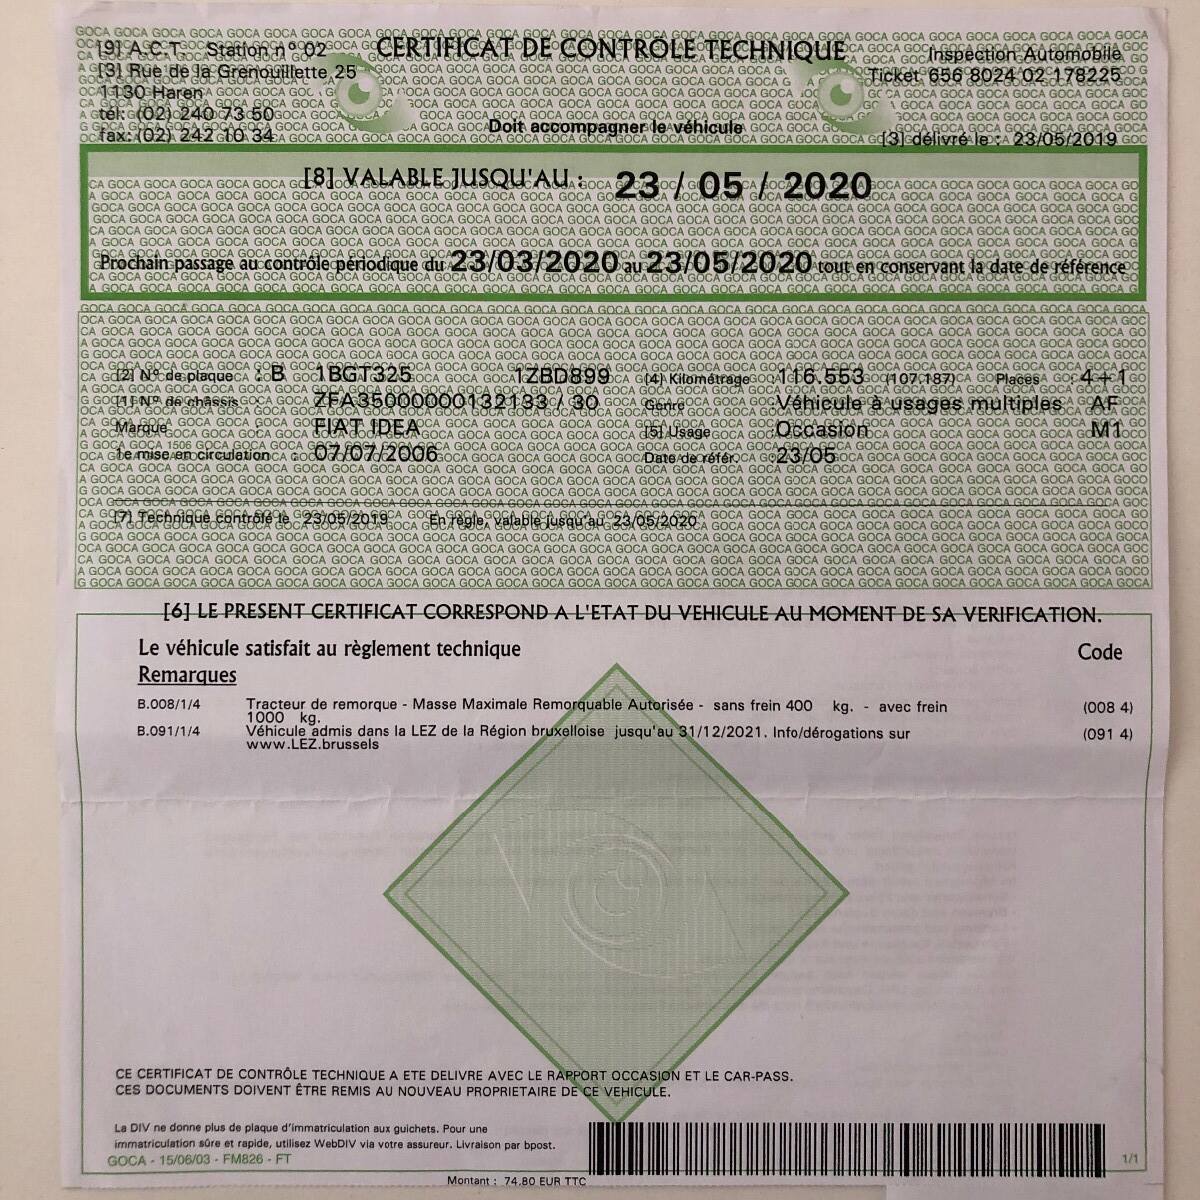 [9] A.C.T. Station n° 02 CERTIFICAT DE CONTRÔLE TECHNIQUE Inspection Automobile
[3] Rue de la Grenouillette 25 Ticket 656 8024 02 178225
1130 Haren
tél: (02) 240 73 50
Doit accompagner le véhicule
fax: (02) 242 10 34 [3] délivré le : 23/05/2019
[8] VALABLE JUSQU'AU : 23 / 05 / 2020
Prochain passage au contrôle périodique du 23/03/2020 au 23/05/2020 tout en conservant la date de référence
[2] N° de plaque : B 1BGT325 1ZBD899 [4] Kilométrage 116.553 (107.187) Places : 4+1
[1] N° de châssis : ZFA35000000132133 / 30 Genre Véhicule à usages multiples AF
Marque : FIAT IDEA [5] Usage Occasion M1
1e mise en circulation : 07/07/2006 Date de référ. 23/05
[7] Technique contrôlé le 23/05/2019 En règle, valable jusqu'au 23/05/2020
[6] LE PRESENT CERTIFICAT CORRESPOND A L'ETAT DU VEHICULE AU MOMENT DE SA VERIFICATION.
Le véhicule satisfait au règlement technique Code
Remarques
B.008/1/4 Tracteur de remorque - Masse Maximale Remorquable Autorisée - sans frein 400 kg. - avec frein (008 4)
1000 kg.
B.091/1/4 Véhicule admis dans la LEZ de la Région bruxelloise jusqu'au 31/12/2021. Info/dérogations sur (091 4)
www.LEZ.brussels
CE CERTIFICAT DE CONTRÔLE TECHNIQUE A ETE DELIVRE AVEC LE RAPPORT OCCASION ET LE CAR-PASS.
CES DOCUMENTS DOIVENT ÊTRE REMIS AU NOUVEAU PROPRIETAIRE DE CE VEHICULE.
La DIV ne donne plus de plaque d'immatriculation aux guichets. Pour une
immatriculation sûre et rapide, utilisez WebDIV via votre assureur. Livraison par bpost.
GOCA - 15/06/03 - FM826 - FT 1/1
Montant : 74.80 EUR TTC